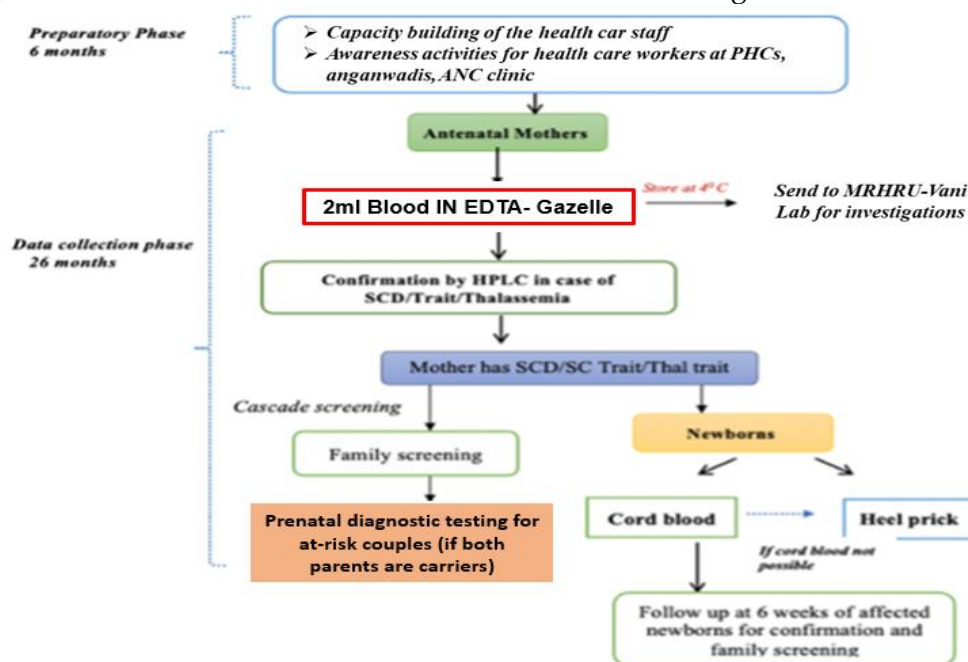 Preparatory Phase
6 months
➤ Capacity building of the health car staff
➤ Awareness activities for health care workers at PHCs,
anganwadis, ANC clinic
Antenatal Mothers
2ml Blood IN EDTA- Gazelle
Store at 4⁰ C
Send to MRHRU-Vani
Lab for investigations
Data collection phase
26 months
Confirmation by HPLC in case of
SCD/Trait/Thalassemia
Mother has SCD/SC Trait/Thal trait
Cascade screening
Family screening
Newborns
Prenatal diagnostic testing for
at-risk couples (if both
parents are carriers)
Cord blood
Heel prick
If cord blood not
possible
Follow up at 6 weeks of affected
newborns for confirmation and
family screening